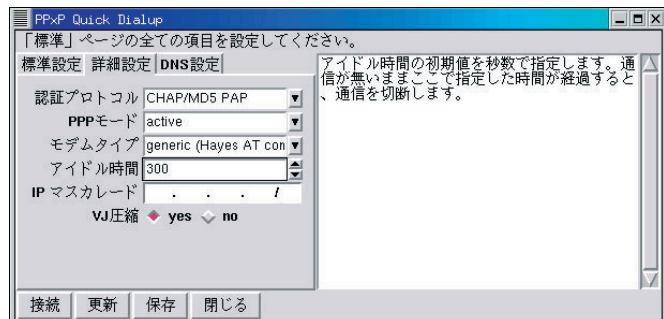 PPxP Quick Dialup
「標準」ページの全ての項目を設定してください。
標準設定 詳細設定 DNS設定
認証プロトコル CHAP/MD5 PAP
PPPモード active
モデムタイプ generic (Hayes AT con
アイドル時間 300
IP マスカレード . . . /
VJ圧縮 yes no
アイドル時間の初期値を秒数で指定します。通
信が無いままここで指定した時間が経過すると
、通信を切断します。
接続 更新 保存 閉じる